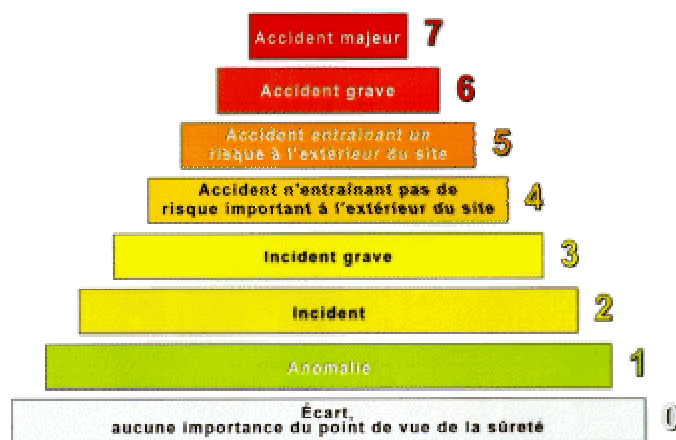 Accident majeur 7
Accident grave 6
Accident entraînant un
risque à l'extérieur du site 5
Accident n'entraînant pas de
risque important à l'extérieur du site 4
Incident grave 3
Incident 2
Anomalie 1
Écart,
aucune importance du point de vue de la sûreté 0